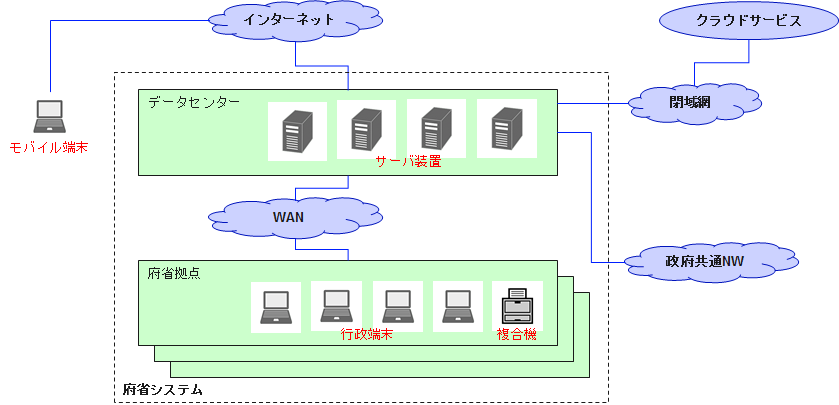 インターネット
クラウドサービス
データセンター
閉域網
モバイル端末
サーバ装置
WAN
政府共通NW
府省拠点
行政端末
複合機
府省システム